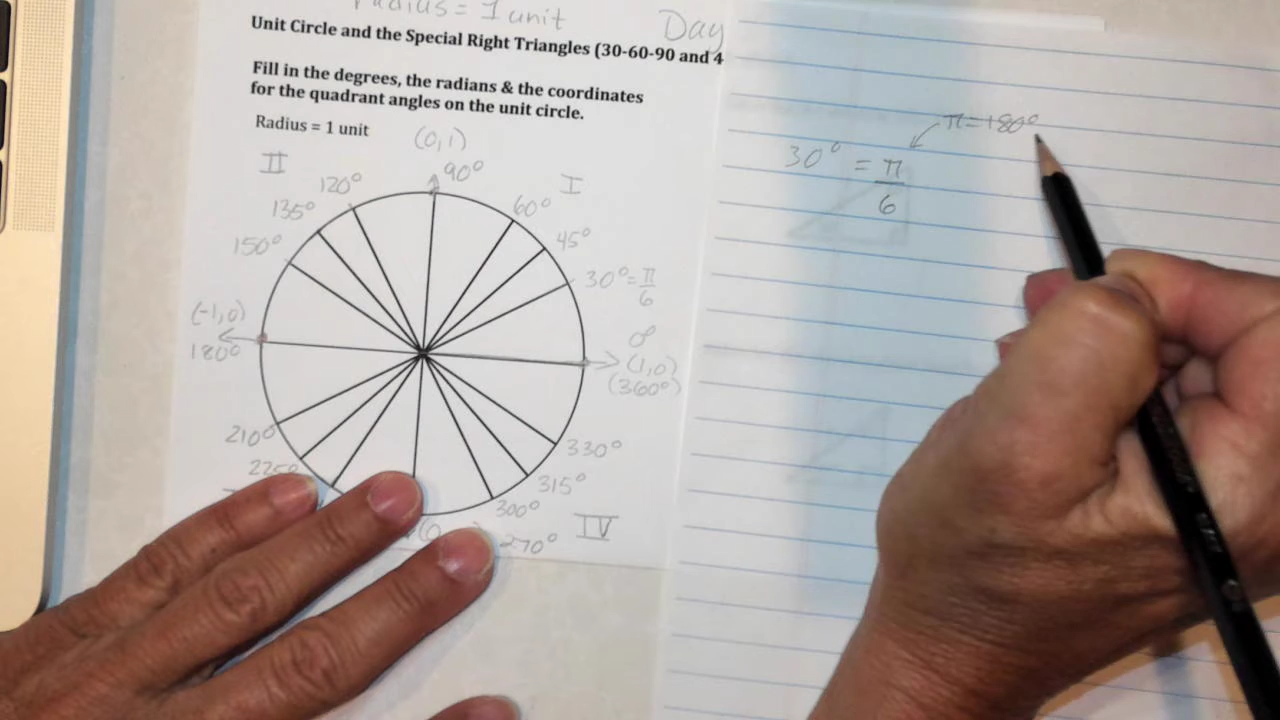 radius = 1 unit
Day
Unit Circle and the Special Right Triangles (30-60-90 and 4
Fill in the degrees, the radians & the coordinates
for the quadrant angles on the unit circle.
Radius = 1 unit
(0,1)
II
90°
I
120°
60°
135°
45°
150°
30°=π/6
(-1,0)
0°
180°
(1,0)
(360°)
210°
330°
225°
315°
300°
IV
(0
270°
π=180°
30° = π/6